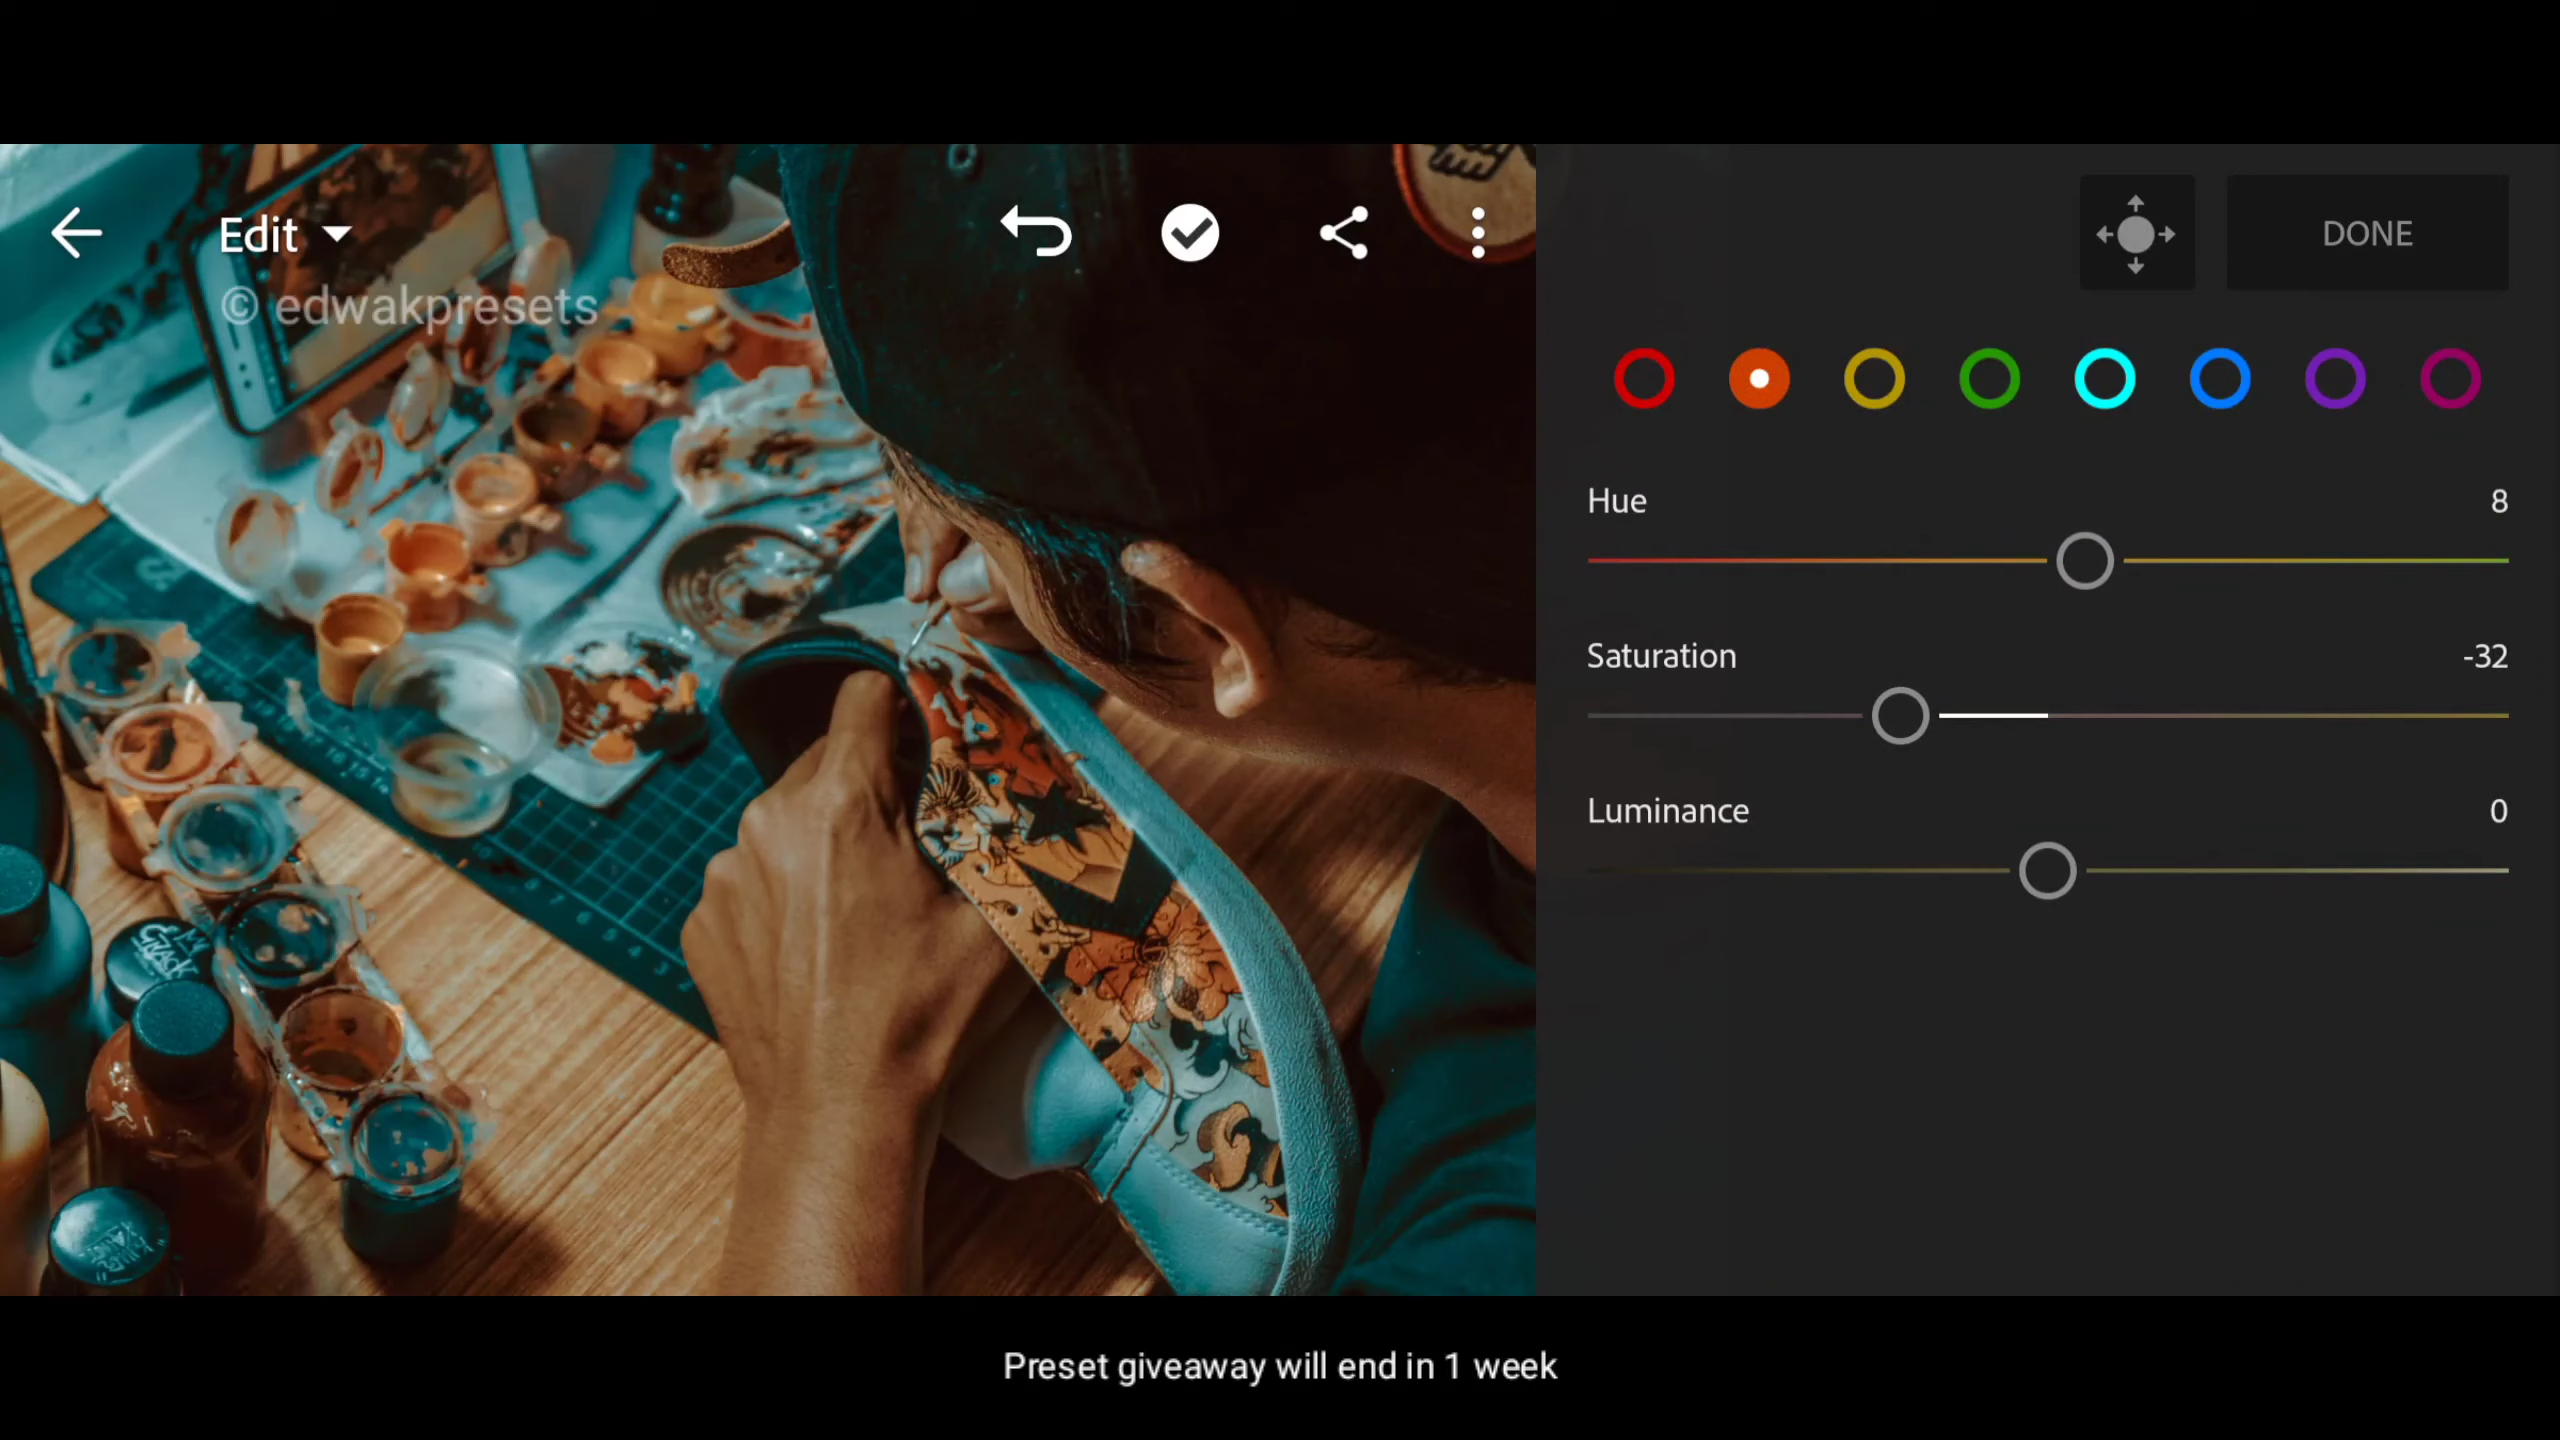 Edit
© edwakpresets
DONE
Hue 8
Saturation -32
Luminance 0
Preset giveaway will end in 1 week